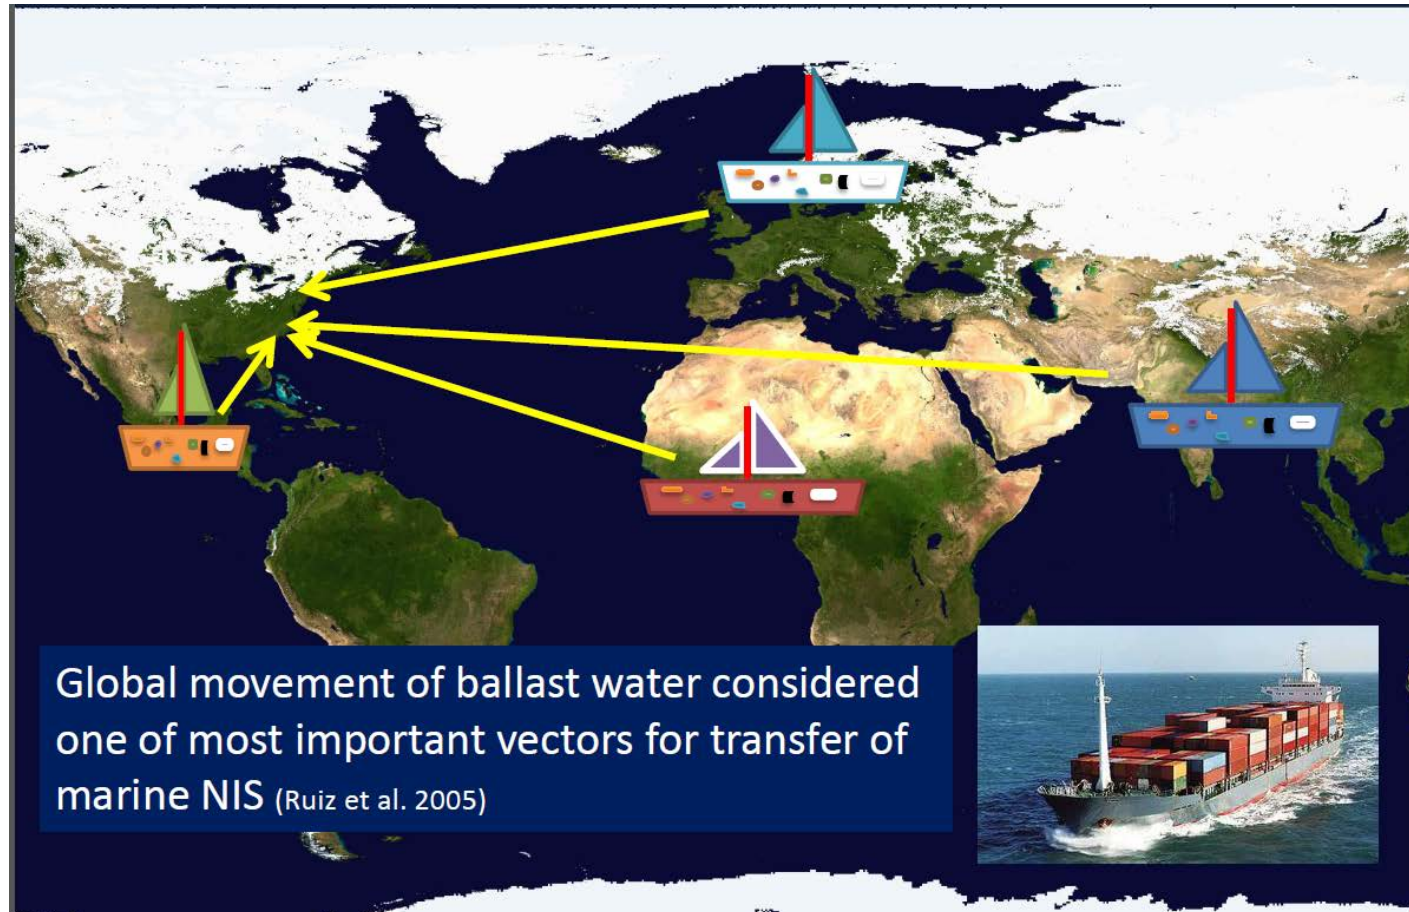 Global movement of ballast water considered
one of most important vectors for transfer of
marine NIS (Ruiz et al. 2005)